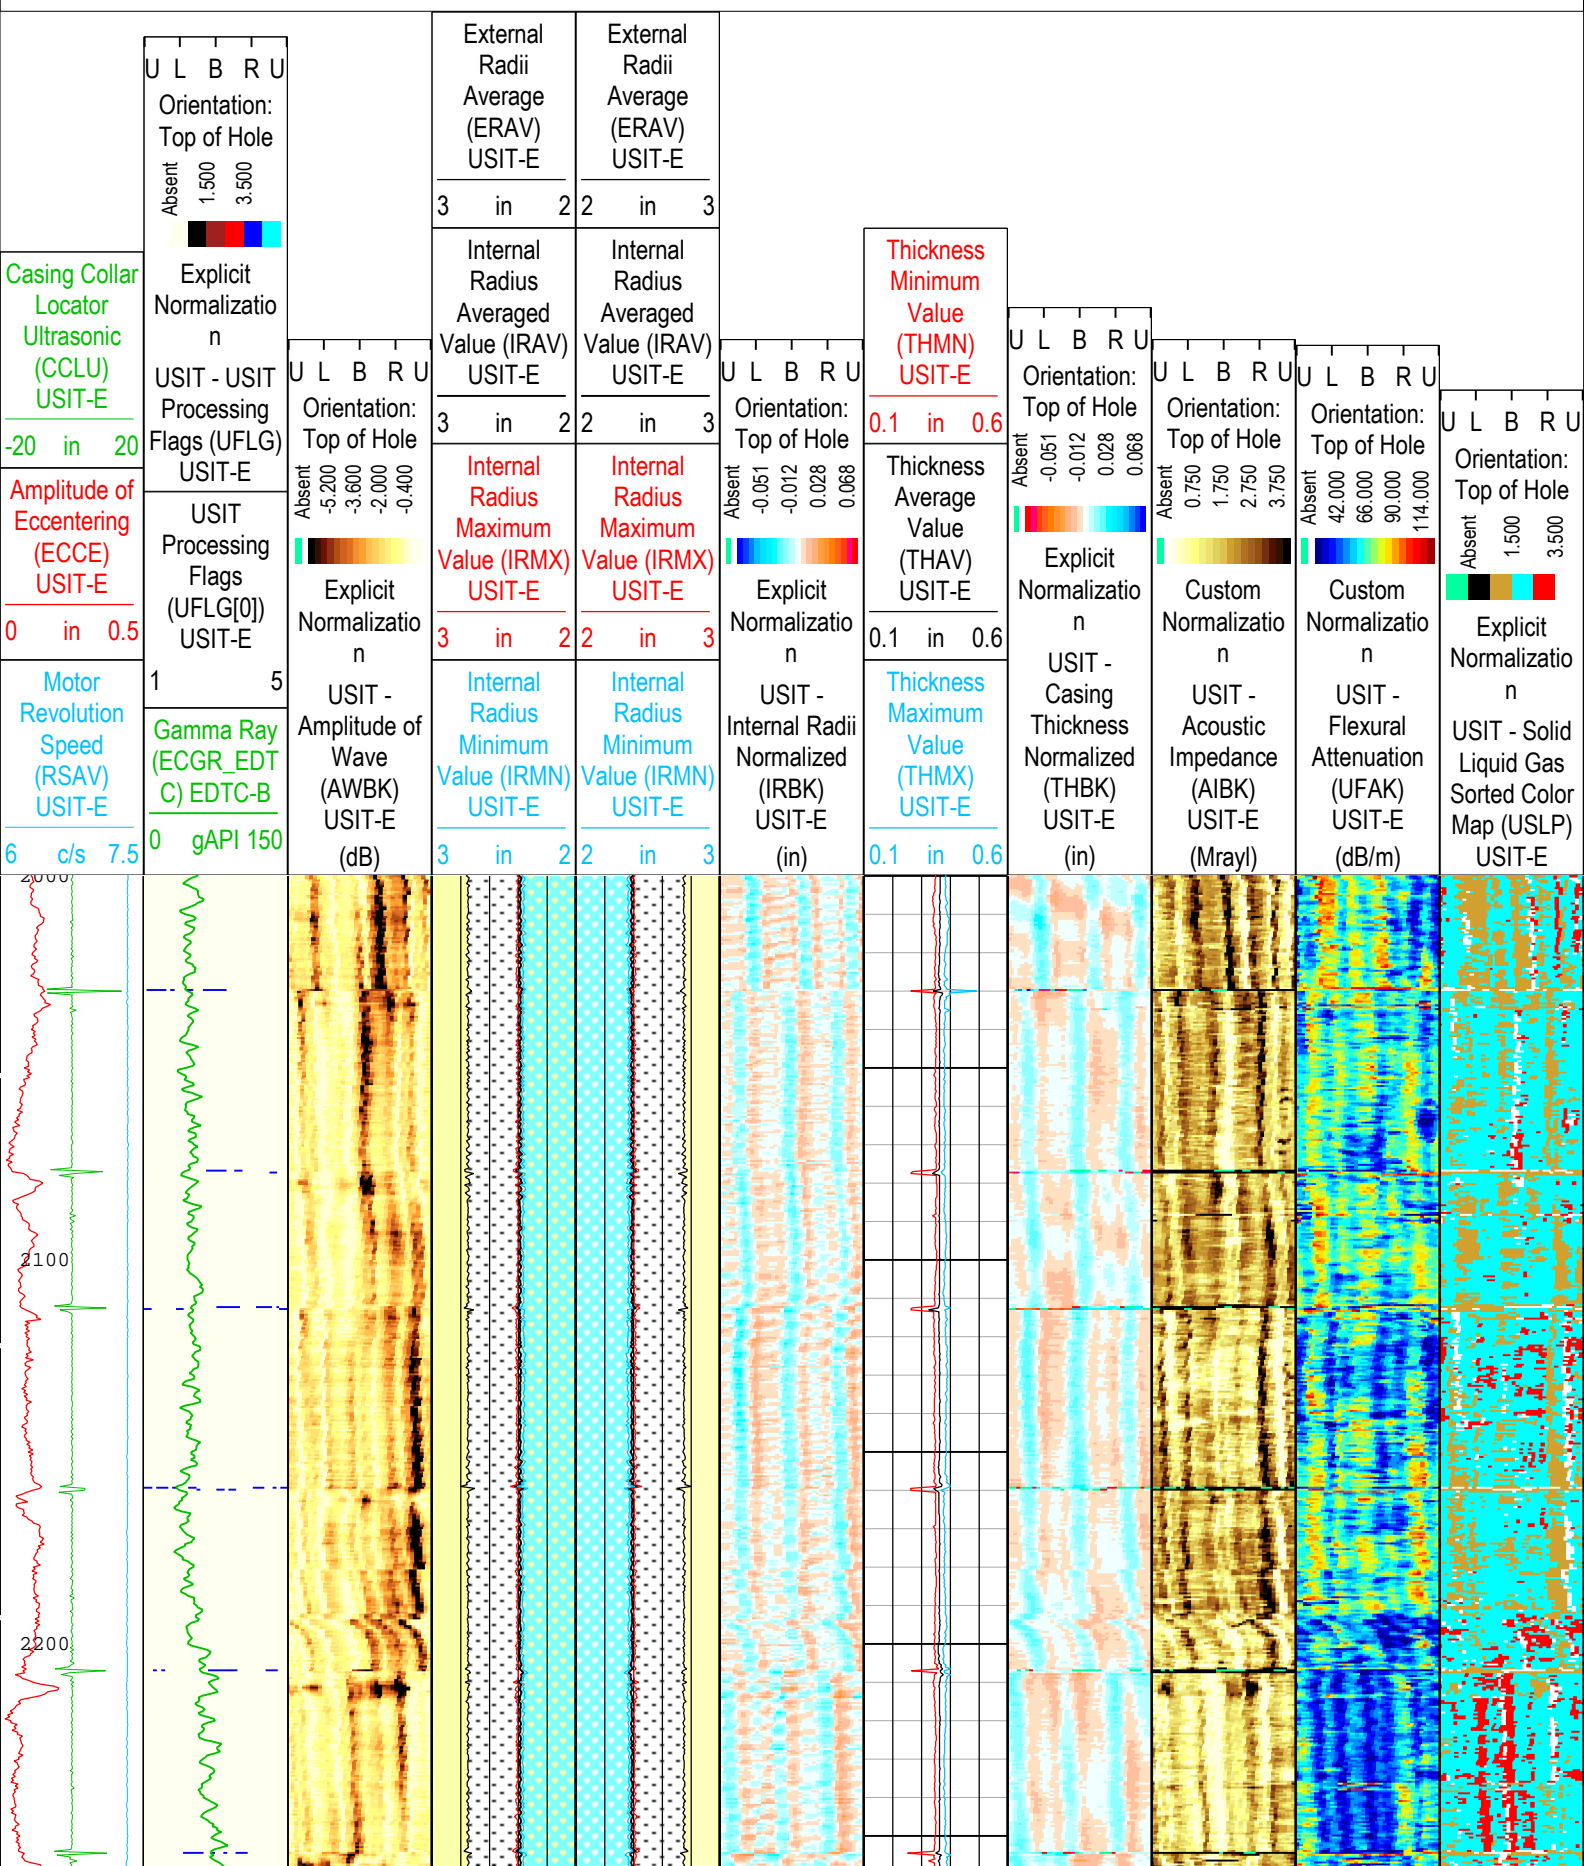 Casing Collar
Locator
Ultrasonic
(CCLU)
USIT-E
-20 in 20
Amplitude of
Eccentering
(ECCE)
USIT-E
0 in 0.5
Motor
Revolution
Speed
(RSAV)
USIT-E
6 c/s 7.5
U L B R U
Orientation:
Top of Hole
Absent
1.500
3.500
Explicit
Normalizatio
n
USIT - USIT
Processing
Flags (UFLG)
USIT-E
USIT
Processing
Flags
(UFLG[0])
USIT-E
1 5
Gamma Ray
(ECGR_EDT
C) EDTC-B
0 gAPI 150
U L B R U
Orientation:
Top of Hole
Absent
-5.200
-3.600
-2.000
-0.400
Explicit
Normalizatio
n
USIT -
Amplitude of
Wave
(AWBK)
USIT-E
(dB)
External
Radii
Average
(ERAV)
USIT-E
3 in 2
Internal
Radius
Averaged
Value (IRAV)
USIT-E
3 in 2
Internal
Radius
Maximum
Value (IRMX)
USIT-E
3 in 2
Internal
Radius
Minimum
Value (IRMN)
USIT-E
3 in 2
External
Radii
Average
(ERAV)
USIT-E
2 in 3
Internal
Radius
Averaged
Value (IRAV)
USIT-E
2 in 3
Internal
Radius
Maximum
Value (IRMX)
USIT-E
2 in 3
Internal
Radius
Minimum
Value (IRMN)
USIT-E
2 in 3
U L B R U
Orientation:
Top of Hole
Absent
-0.051
-0.012
0.028
0.068
Explicit
Normalizatio
n
USIT -
Internal Radii
Normalized
(IRBK)
USIT-E
(in)
Thickness
Minimum
Value
(THMN)
USIT-E
0.1 in 0.6
Thickness
Average
Value
(THAV)
USIT-E
0.1 in 0.6
Thickness
Maximum
Value
(THMX)
USIT-E
0.1 in 0.6
U L B R U
Orientation:
Top of Hole
Absent
-0.051
-0.012
0.028
0.068
Explicit
Normalizatio
n
USIT -
Casing
Thickness
Normalized
(THBK)
USIT-E
(in)
U L B R U
Orientation:
Top of Hole
Absent
0.750
1.750
2.750
3.750
Custom
Normalizatio
n
USIT -
Acoustic
Impedance
(AIBK)
USIT-E
(Mrayl)
U L B R U
Orientation:
Top of Hole
Absent
42.000
66.000
90.000
114.000
Custom
Normalizatio
n
USIT -
Flexural
Attenuation
(UFAK)
USIT-E
(dB/m)
U L B R U
Orientation:
Top of Hole
Absent
1.500
3.500
Explicit
Normalizatio
n
USIT - Solid
Liquid Gas
Sorted Color
Map (USLP)
USIT-E
2100
2200